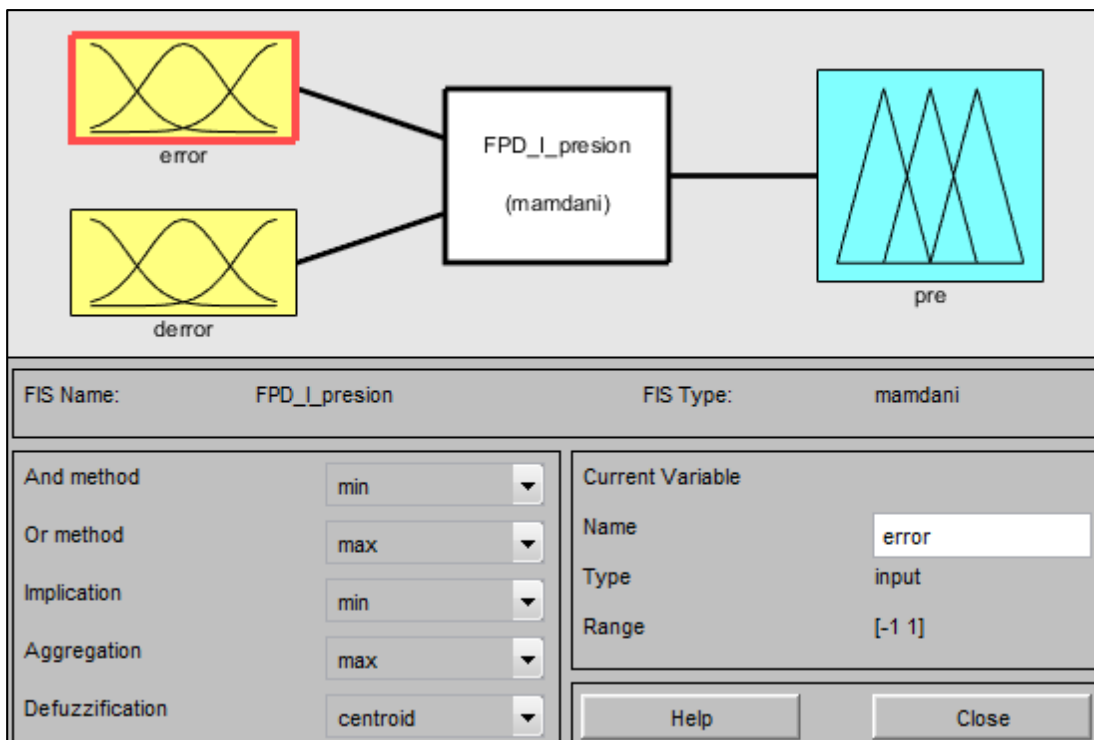 error
FPD_I_presion
(mamdani)
derror
pre
FIS Name: FPD_I_presion FIS Type: mamdani
And method min
Or method max
Implication min
Aggregation max
Defuzzification centroid
Current Variable
Name error
Type input
Range [-1 1]
Help Close